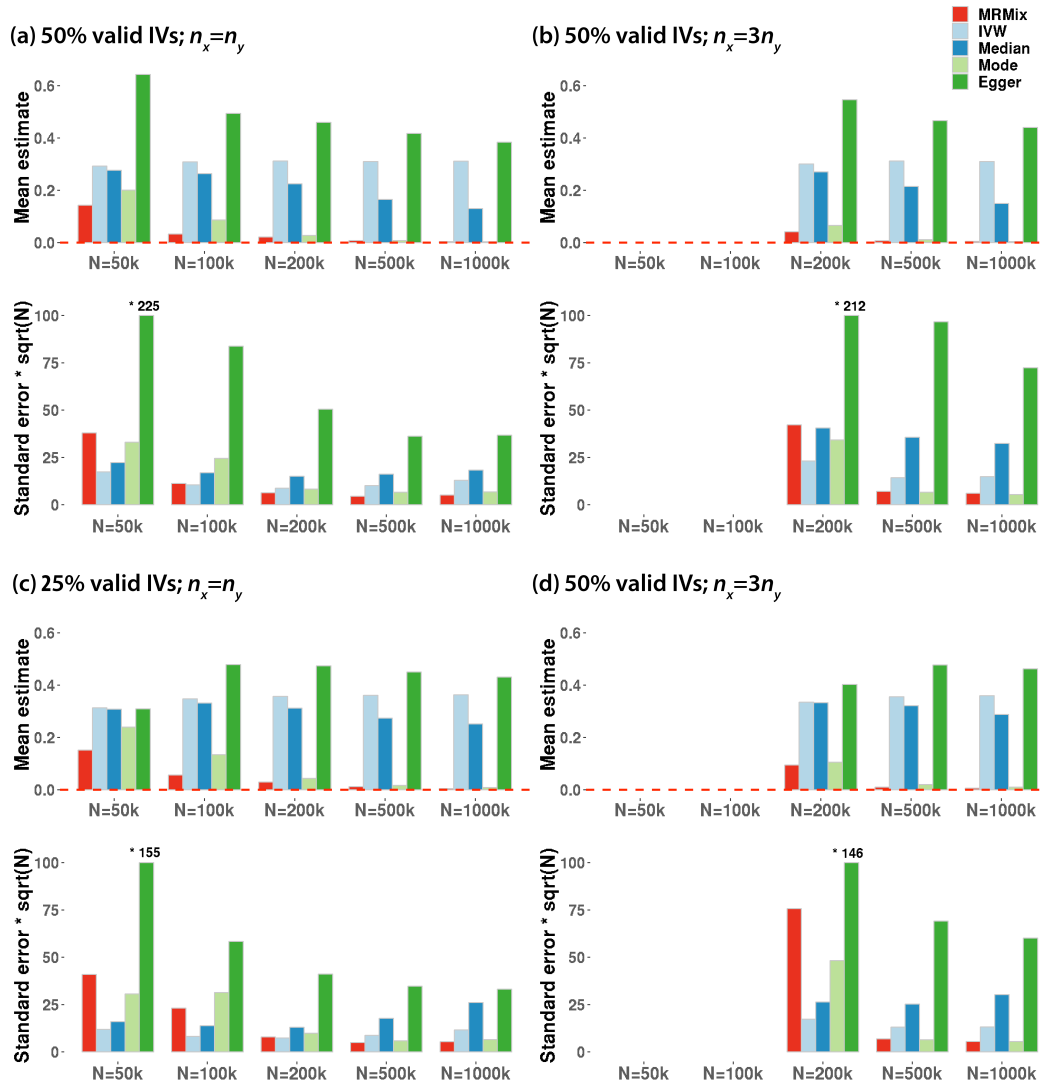 MRMix
IVW
Median
Mode
Egger
(a) 50% valid IVs; nx=ny
Mean estimate
0.6
0.4
0.2
0.0
N=50k N=100k N=200k N=500k N=1000k
Standard error * sqrt(N)
* 225
100
75
50
25
0
N=50k N=100k N=200k N=500k N=1000k
(b) 50% valid IVs; nx=3ny
Mean estimate
0.6
0.4
0.2
0.0
N=50k N=100k N=200k N=500k N=1000k
Standard error * sqrt(N)
* 212
100
75
50
25
0
N=50k N=100k N=200k N=500k N=1000k
(c) 25% valid IVs; nx=ny
Mean estimate
0.6
0.4
0.2
0.0
N=50k N=100k N=200k N=500k N=1000k
Standard error * sqrt(N)
* 155
100
75
50
25
0
N=50k N=100k N=200k N=500k N=1000k
(d) 50% valid IVs; nx=3ny
Mean estimate
0.6
0.4
0.2
0.0
N=50k N=100k N=200k N=500k N=1000k
Standard error * sqrt(N)
* 146
100
75
50
25
0
N=50k N=100k N=200k N=500k N=1000k